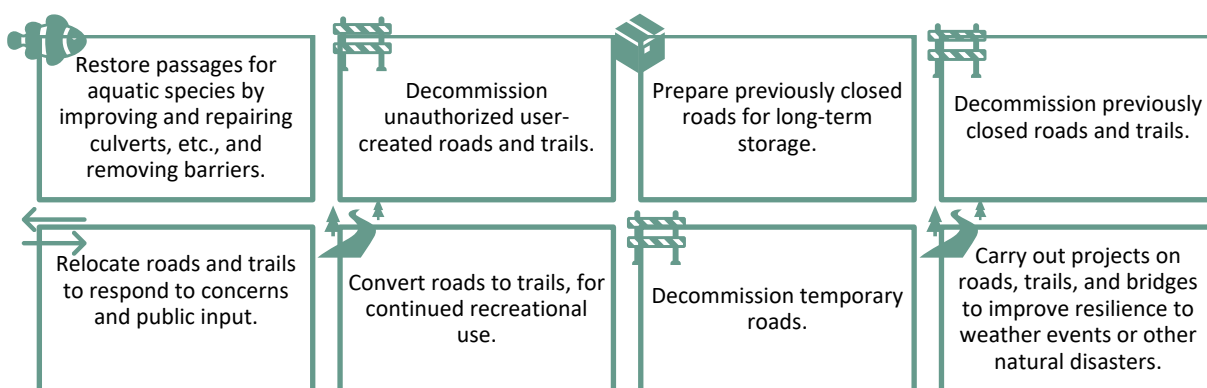 Restore passages for
aquatic species by
improving and repairing
culverts, etc., and
removing barriers.
Decommission
unauthorized user-
created roads and trails.
Prepare previously closed
roads for long-term
storage.
Decommission previously
closed roads and trails.
Relocate roads and trails
to respond to concerns
and public input.
Convert roads to trails, for
continued recreational
use.
Decommission temporary
roads.
Carry out projects on
roads, trails, and bridges
to improve resilience to
weather events or other
natural disasters.